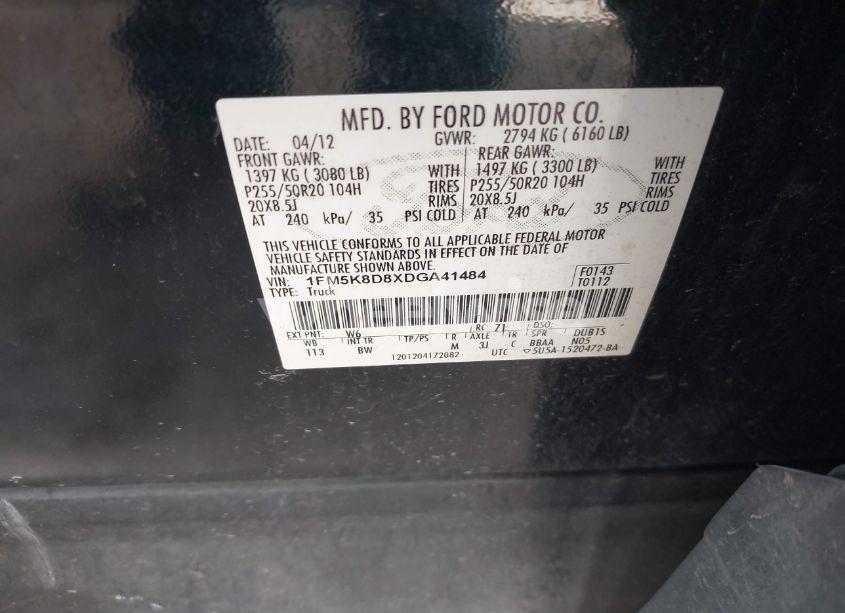 MFD. BY FORD MOTOR CO.
DATE: 04/12 GVWR: 2794 KG ( 6160 LB)
FRONT GAWR: REAR GAWR:
1397 KG ( 3080 LB) WITH 1497 KG ( 3300 LB) WITH
P255/50R20 104H TIRES P255/50R20 104H TIRES
20X8.5J RIMS 20X8.5J RIMS
AT 240 kPa/ 35 PSI COLD AT 240 kPa/ 35 PSI COLD
THIS VEHICLE CONFORMS TO ALL APPLICABLE FEDERAL MOTOR
VEHICLE SAFETY STANDARDS IN EFFECT ON THE DATE OF
MANUFACTURE SHOWN ABOVE.
VIN: 1FM5K8D8XDGA41484 F0143
TYPE: Truck T0112
EXT PNT: W6 RC: 71 DSO:
WB INT TR TP/PS R AXLE TR SPR DUBTS
113 BW M 3J C BBAA N05
1201204172082 UTC ▽5U5A-1520472-BA